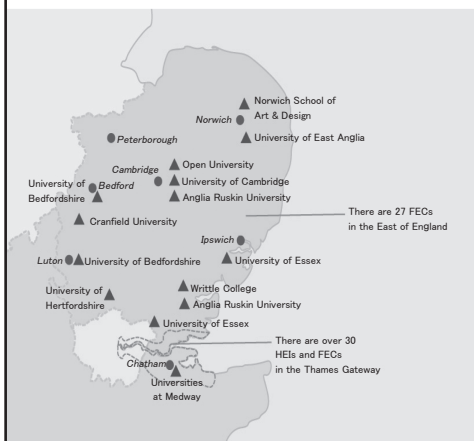 Norwich School of
Art & Design
Norwich
University of East Anglia
Peterborough
Open University
Cambridge
University of Cambridge
University of
Bedfordshire
Bedford
Anglia Ruskin University
Cranfield University
There are 27 FECs
in the East of England
Ipswich
Luton
University of Bedfordshire
University of Essex
Writtle College
University of
Hertfordshire
Anglia Ruskin University
University of Essex
There are over 30
HEIs and FECs
in the Thames Gateway
Chatham
Universities
at Medway